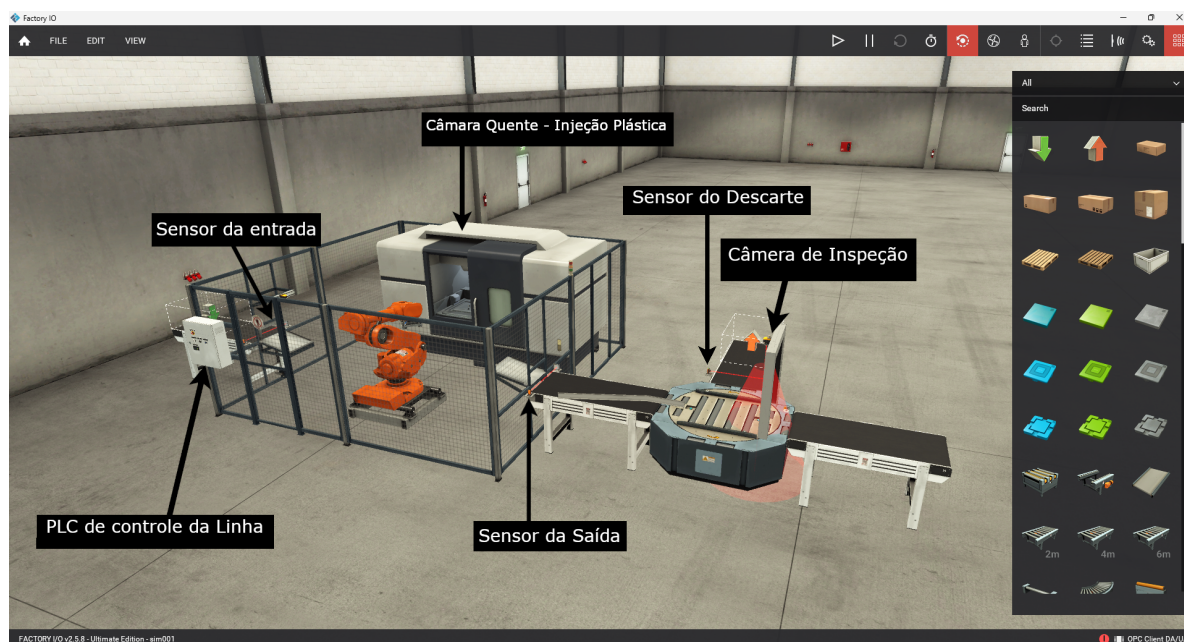 Factory IO
FILE EDIT VIEW
All
Search
Câmara Quente - Injeção Plástica
Sensor do Descarte
Sensor da entrada
Câmera de Inspeção
PLC de controle da Linha
Sensor da Saída
2m 4m 6m
FACTORY I/O v2.5.8 - Ultimate Edition - sim001
OPC Client DA/U